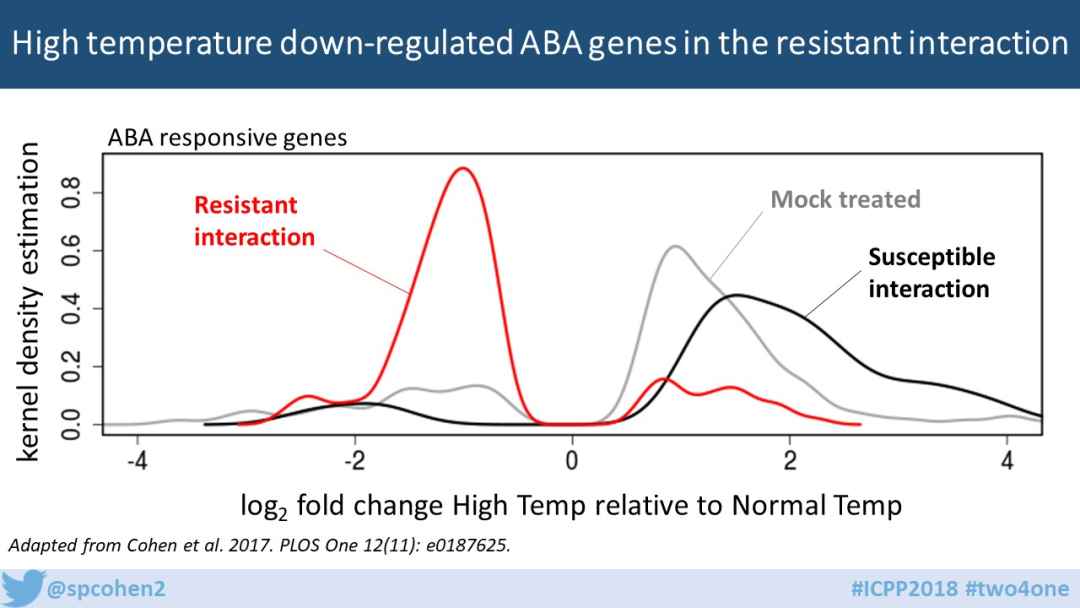 High temperature down-regulated ABA genes in the resistant interaction
ABA responsive genes
kernel density estimation
0.8
0.6
0.4
0.2
0.0
Resistant
interaction
Mock treated
Susceptible
interaction
-4
-2
0
2
4
log₂ fold change High Temp relative to Normal Temp
Adapted from Cohen et al. 2017. PLOS One 12(11): e0187625.
@spcohen2
#ICPP2018 #two4one